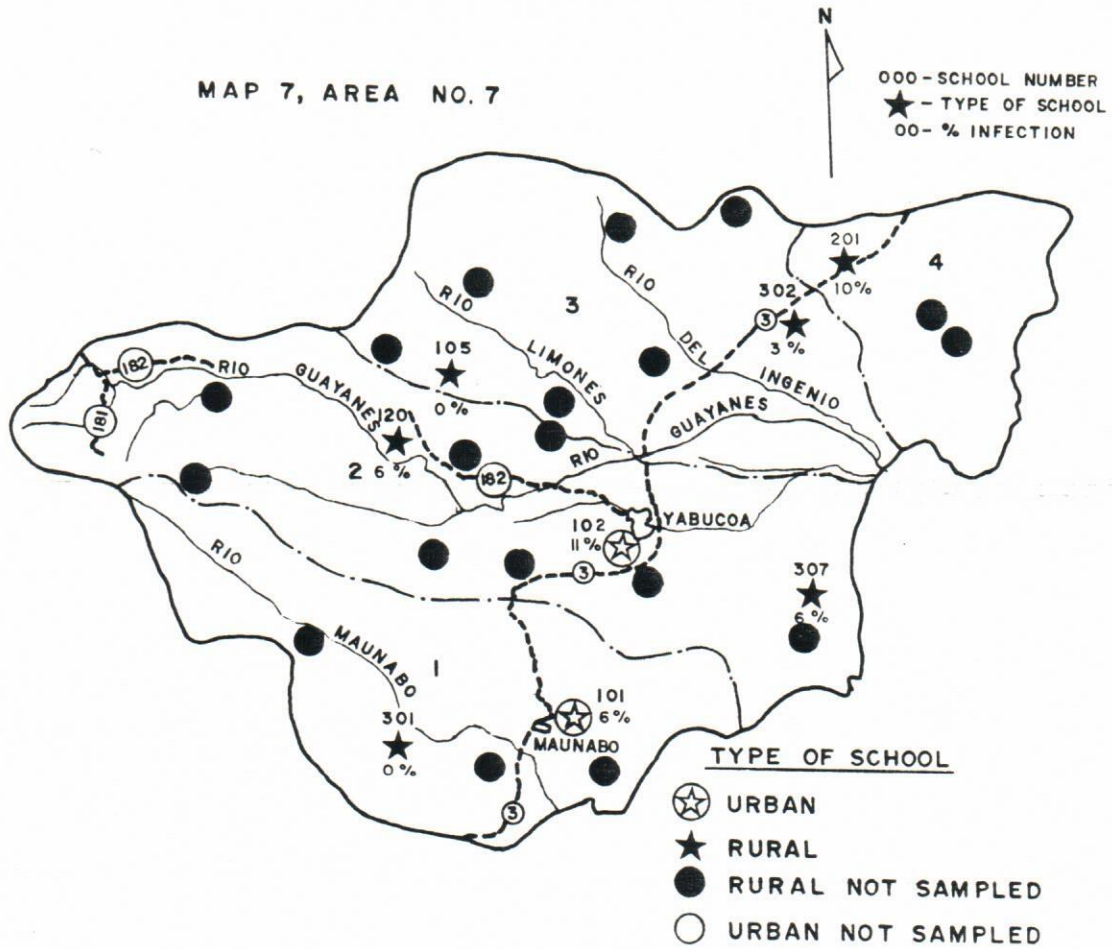 N
MAP 7, AREA NO. 7
000 - SCHOOL NUMBER
★ - TYPE OF SCHOOL
00 - % INFECTION
201
10%
4
302
3
3%
3
RIO DEL INGENIO
RIO LIMONES
105
0%
182
RIO GUAYANES
181
120
2 6%
182
RIO GUAYANES
YABUCOA
102
11%
3
307
6%
RIO MAUNABO
1
101
6%
MAUNABO
301
0%
3
TYPE OF SCHOOL
URBAN
RURAL
RURAL NOT SAMPLED
URBAN NOT SAMPLED